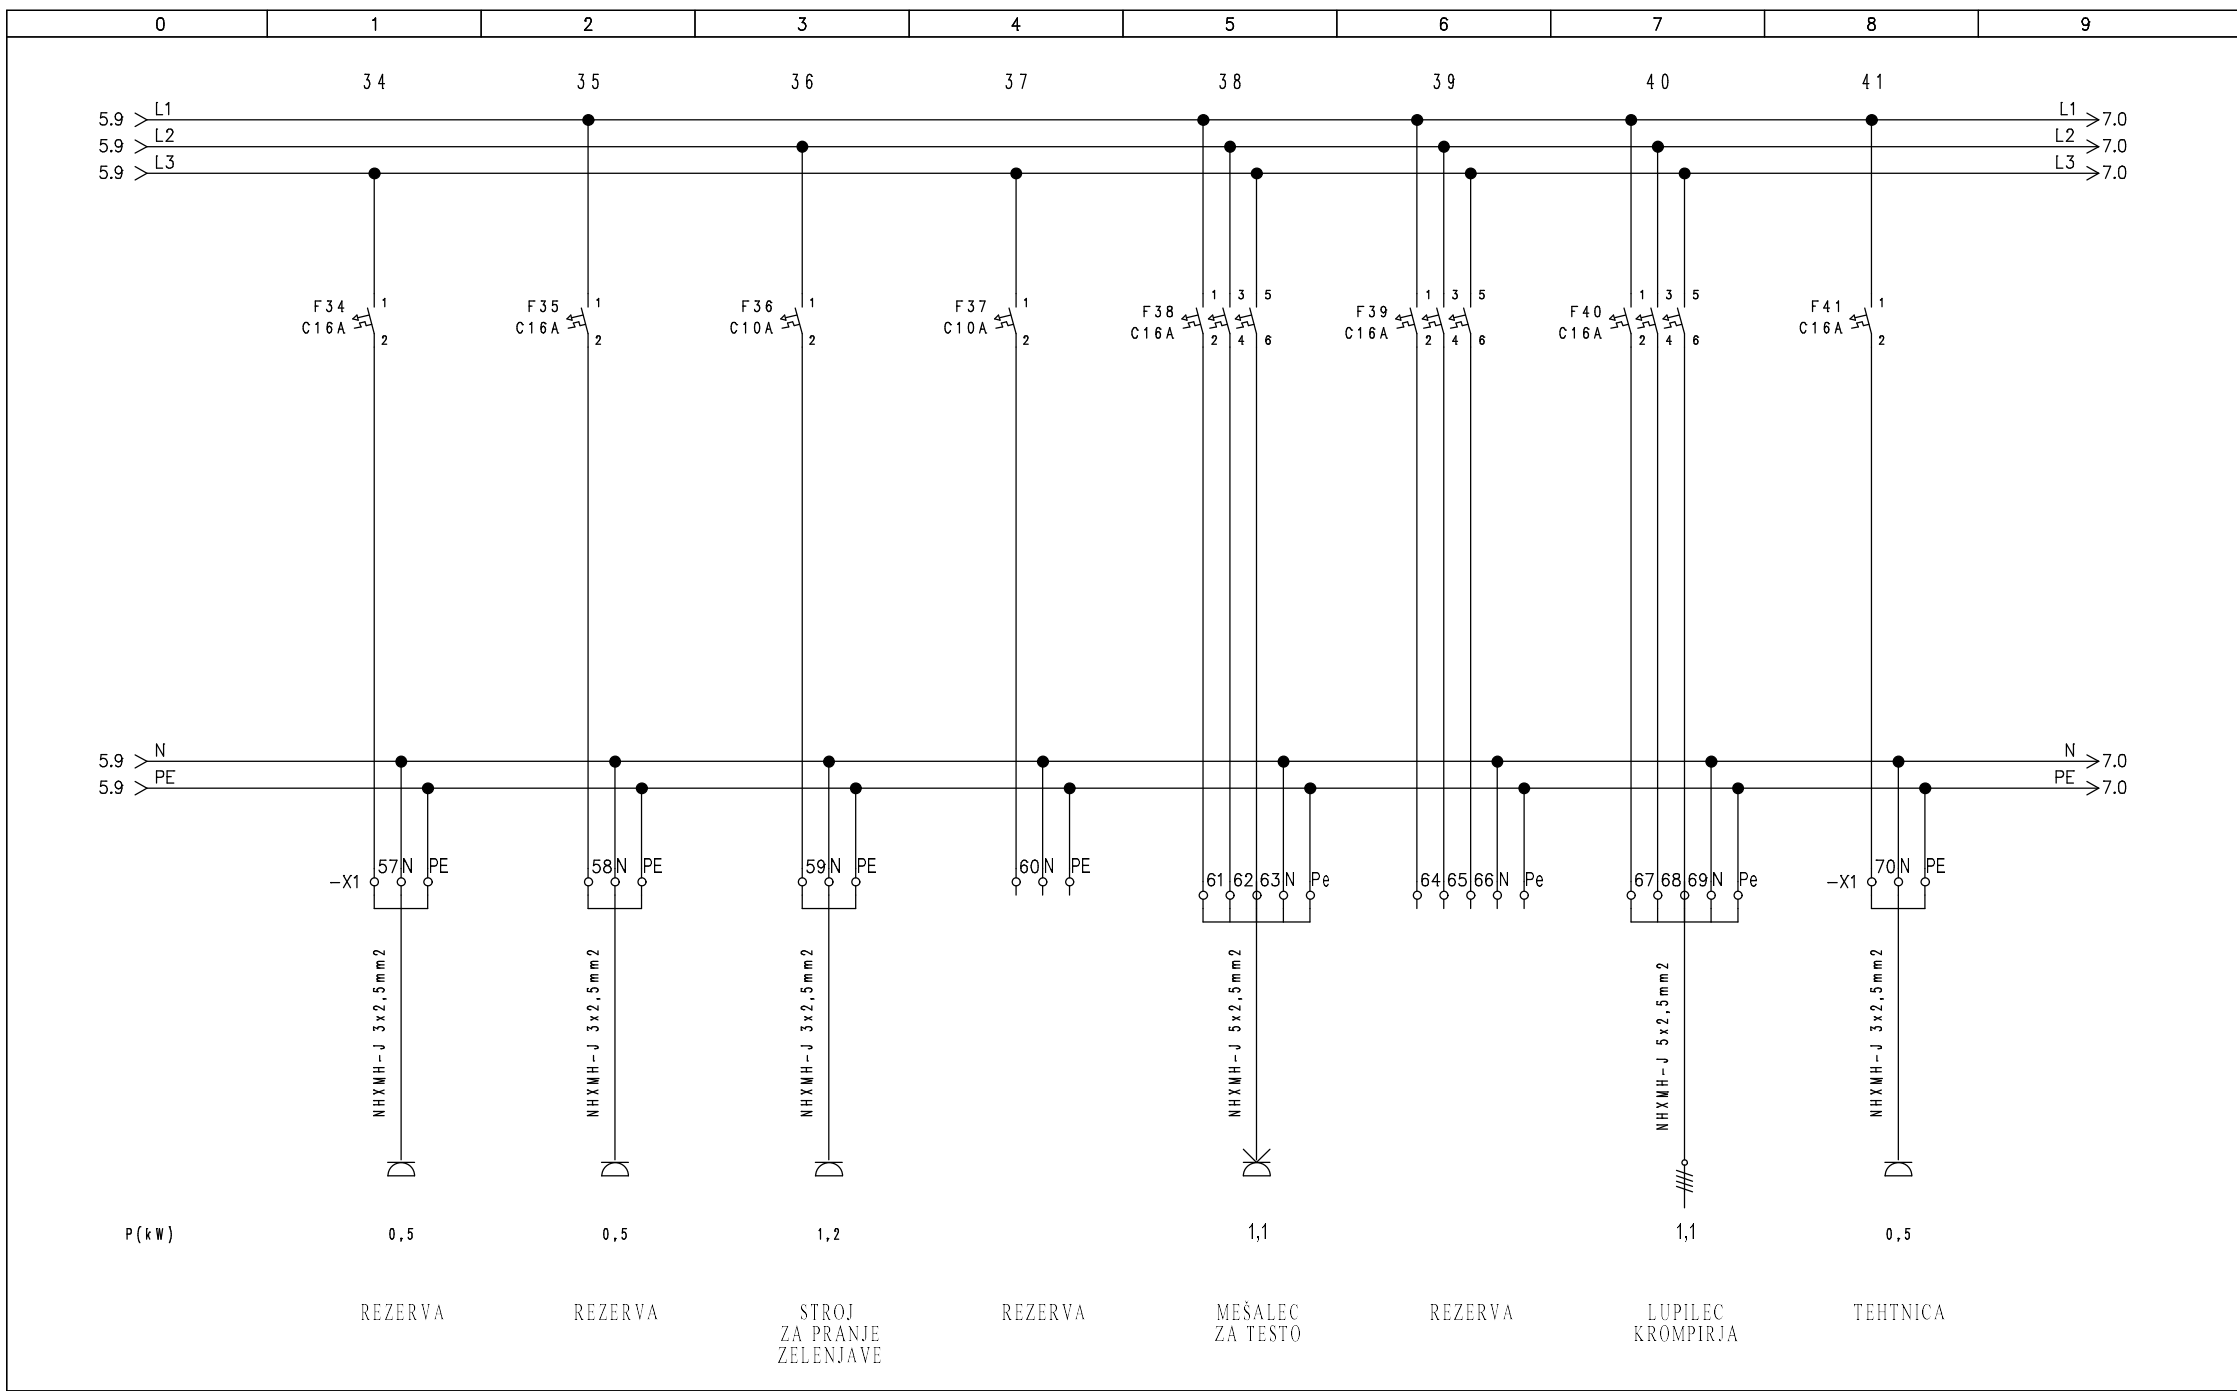 0 1 2 3 4 5 6 7 8 9
34 35 36 37 38 39 40 41
5.9 L1 L1 7.0
5.9 L2 L2 7.0
5.9 L3 L3 7.0
1 1 1 1 1 3 5 1 3 5 1 3 5 1
F34 F35 F36 F37 F38 F39 F40 F41
C16A C16A C10A C10A C16A C16A C16A C16A
2 2 2 2 2 4 6 2 4 6 2 4 6 2
5.9 N N 7.0
5.9 PE PE 7.0
-X1 57 N PE 58 N PE 59 N PE 60 N PE 61 62 63 N Pe 64 65 66 N Pe 67 68 69 N Pe -X1 70 N PE
NHXMH-J 3x2,5mm2
NHXMH-J 3x2,5mm2
NHXMH-J 3x2,5mm2
NHXMH-J 5x2,5mm2
NHXMH-J 5x2,5mm2
NHXMH-J 3x2,5mm2
P(kW) 0,5 0,5 1,2 1,1 1,1 0,5
REZERVA
REZERVA
STROJ
ZA PRANJE
ZELENJAVE
REZERVA
MEŠALEC
ZA TESTO
REZERVA
LUPILEC
KROMPIRJA
TEHTNICA